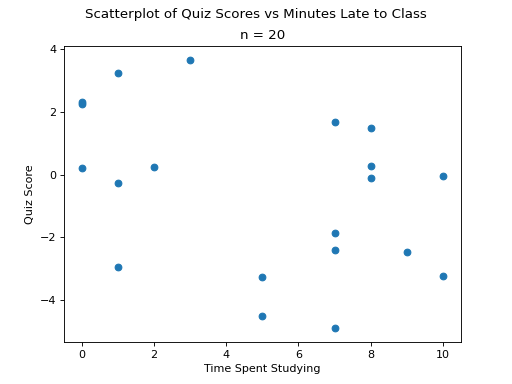 Scatterplot of Quiz Scores vs Minutes Late to Class
n = 20
4
2
0
−2
−4
Quiz Score
0 2 4 6 8 10
Time Spent Studying